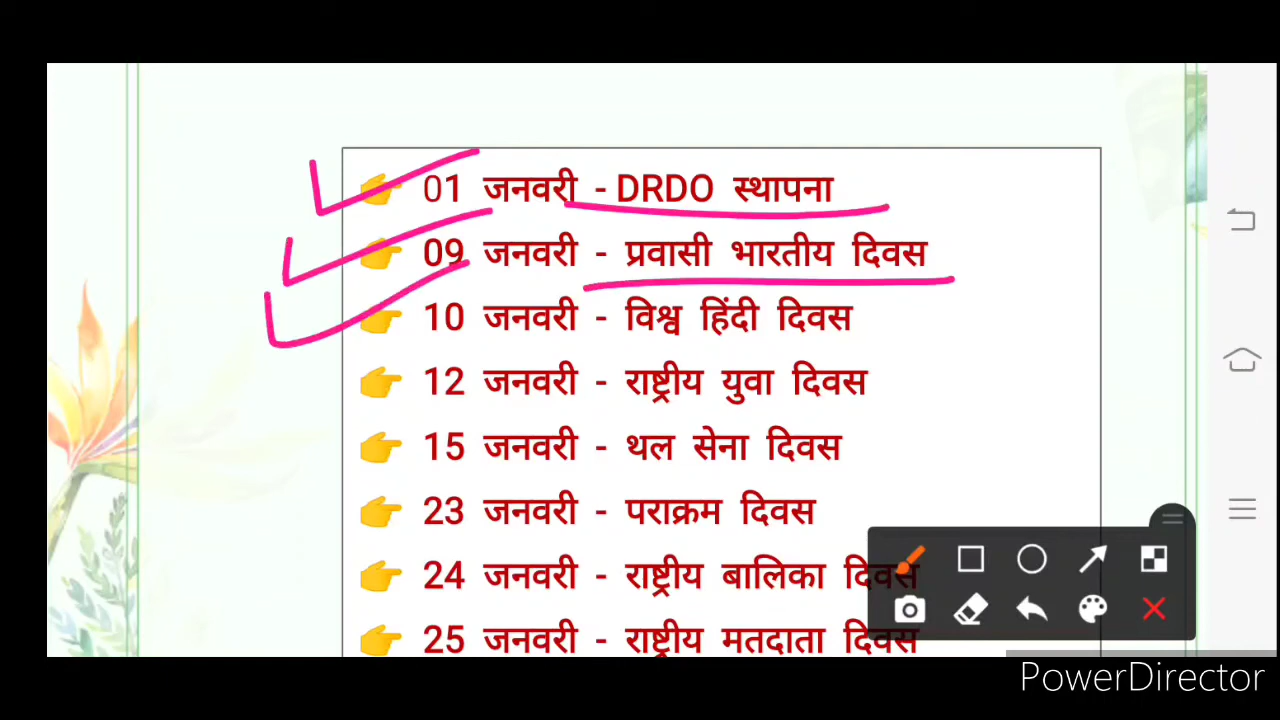 👉 01 जनवरी - DRDO स्थापना
👉 09 जनवरी - प्रवासी भारतीय दिवस
👉 10 जनवरी - विश्व हिंदी दिवस
👉 12 जनवरी - राष्ट्रीय युवा दिवस
👉 15 जनवरी - थल सेना दिवस
👉 23 जनवरी - पराक्रम दिवस
👉 24 जनवरी - राष्ट्रीय बालिका दिवस
👉 25 जनवरी - राष्ट्रीय मतदाता दिवस
PowerDirector